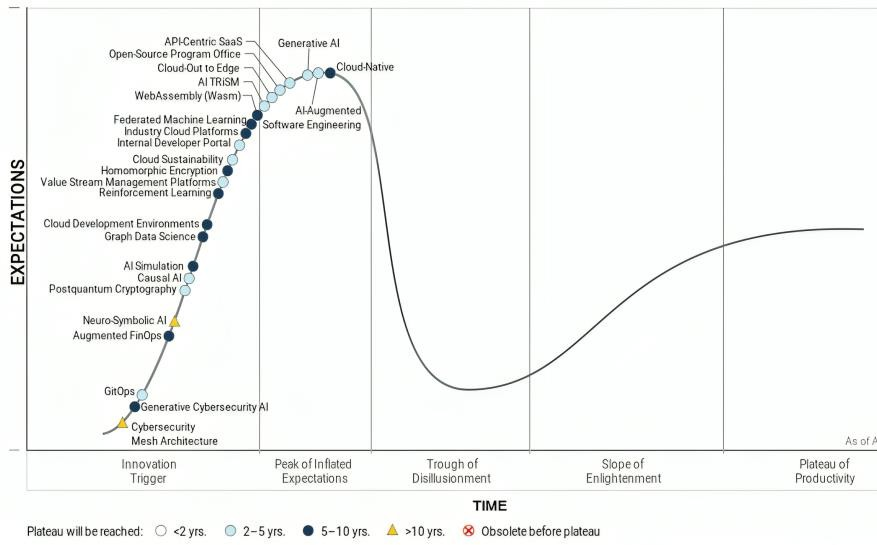 API-Centric SaaS
Generative AI
Open-Source Program Office
Cloud-Out to Edge
Cloud-Native
AI TRiSM
WebAssembly (Wasm)
AI-Augmented
Software Engineering
Federated Machine Learning
Industry Cloud Platforms
Internal Developer Portal
Cloud Sustainability
Homomorphic Encryption
Value Stream Management Platforms
Reinforcement Learning
Cloud Development Environments
Graph Data Science
AI Simulation
Causal AI
Postquantum Cryptography
Neuro-Symbolic AI
Augmented FinOps
GitOps
Generative Cybersecurity AI
Cybersecurity
Mesh Architecture
EXPECTATIONS
As of A
Innovation
Trigger
Peak of Inflated
Expectations
Trough of
Disillusionment
Slope of
Enlightenment
Plateau of
Productivity
TIME
Plateau will be reached: <2 yrs. 2–5 yrs. 5–10 yrs. >10 yrs. Obsolete before plateau